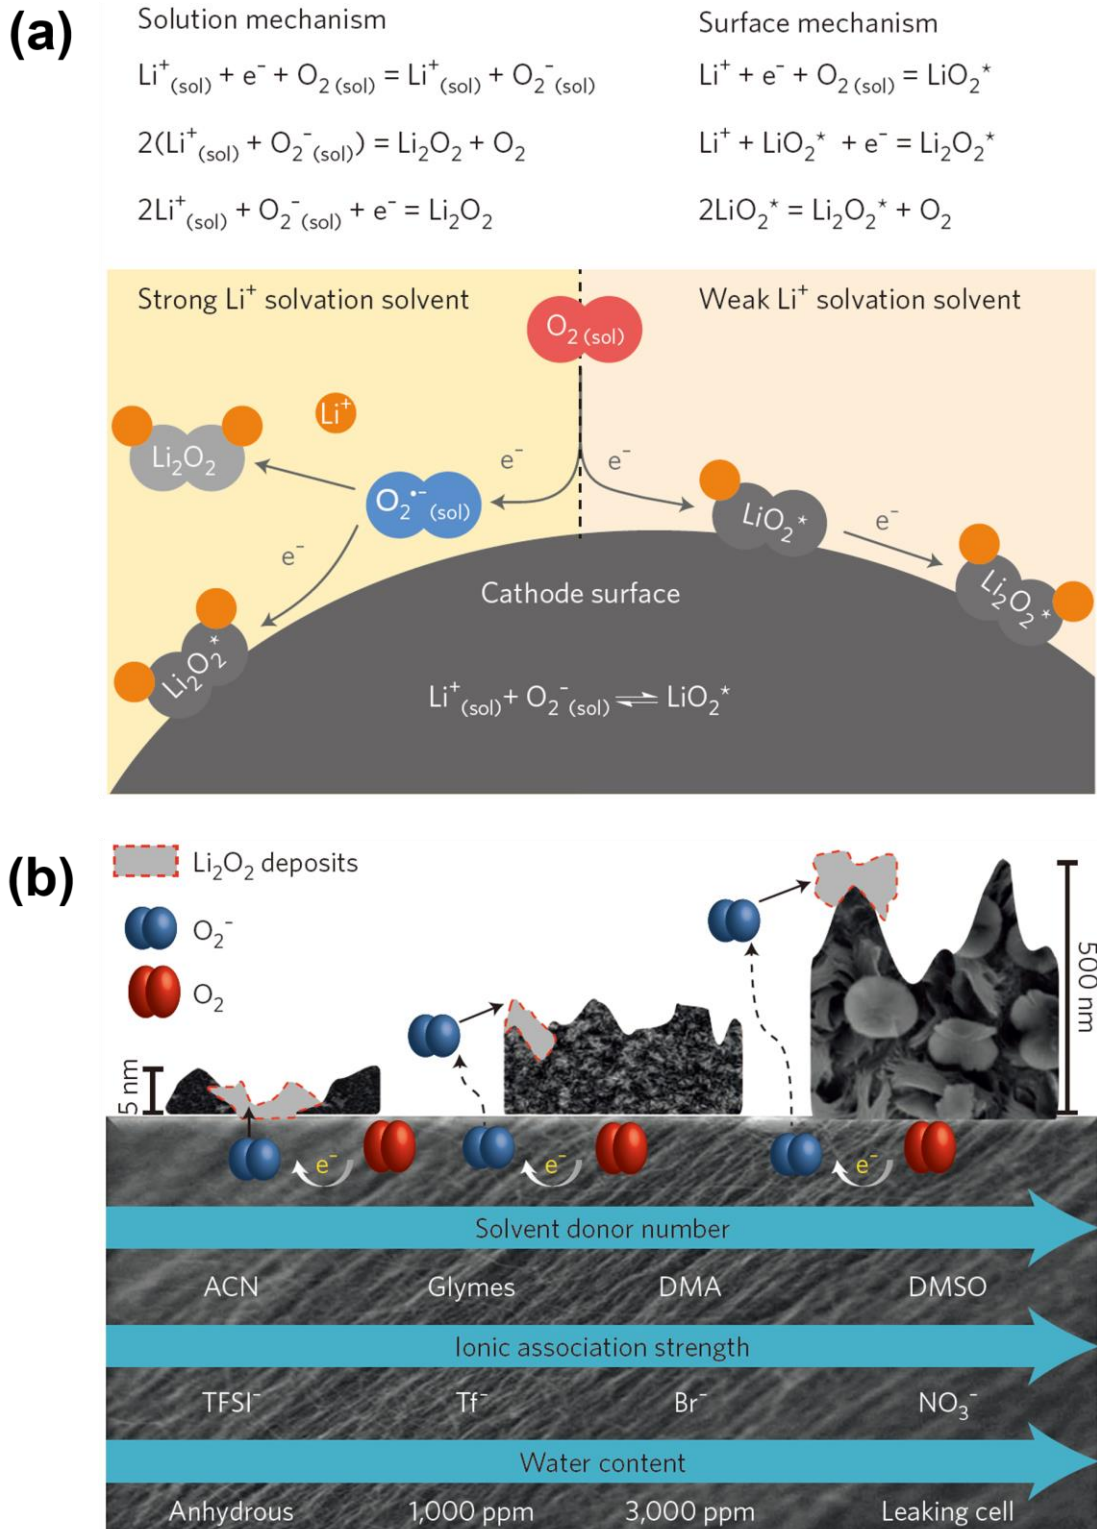 (a)
Solution mechanism
Li⁺(sol) + e⁻ + O₂ (sol) = Li⁺(sol) + O₂⁻(sol)
2(Li⁺(sol) + O₂⁻(sol)) = Li₂O₂ + O₂
2Li⁺(sol) + O₂⁻(sol) + e⁻ = Li₂O₂
Surface mechanism
Li⁺ + e⁻ + O₂ (sol) = LiO₂*
Li⁺ + LiO₂* + e⁻ = Li₂O₂*
2LiO₂* = Li₂O₂* + O₂
Strong Li⁺ solvation solvent
Weak Li⁺ solvation solvent
O₂ (sol)
Li⁺
Li₂O₂
e⁻
e⁻
O₂•⁻ (sol)
LiO₂*
e⁻
e⁻
Li₂O₂*
Cathode surface
Li₂O₂*
Li⁺(sol) + O₂⁻(sol) ⇌ LiO₂*
(b)
Li₂O₂ deposits
O₂⁻
O₂
5 nm
500 nm
e⁻
e⁻
e⁻
Solvent donor number
ACN Glymes DMA DMSO
Ionic association strength
TFSI⁻ Tf⁻ Br⁻ NO₃⁻
Water content
Anhydrous 1,000 ppm 3,000 ppm Leaking cell